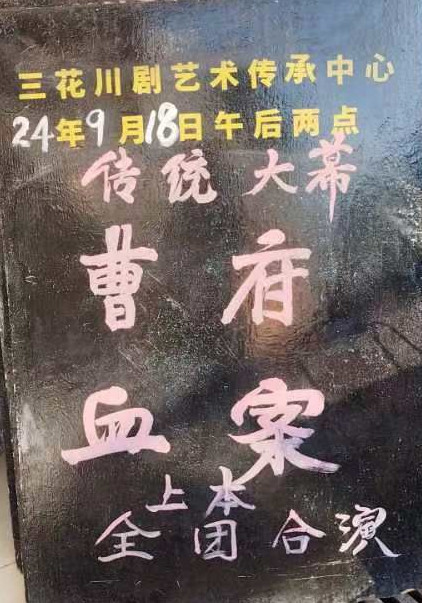 三花川剧艺术传承中心
24年9月18日午后两点
传统大幕
曹府
血案
上本
全团合演